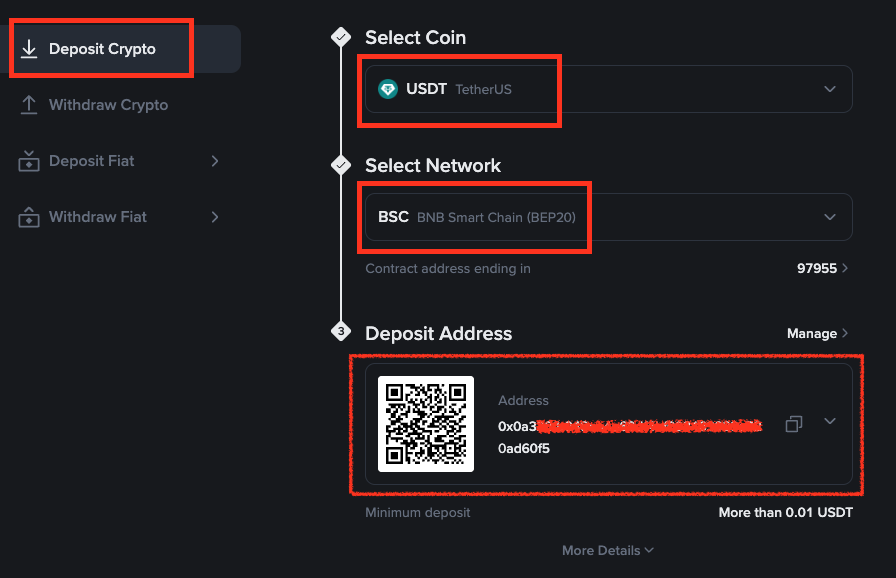 Deposit Crypto
Withdraw Crypto
Deposit Fiat
Withdraw Fiat
Select Coin
USDT TetherUS
Select Network
BSC BNB Smart Chain (BEP20)
Contract address ending in 97955
3 Deposit Address Manage
Address
0x0a3
0ad60f5
Minimum deposit More than 0.01 USDT
More Details